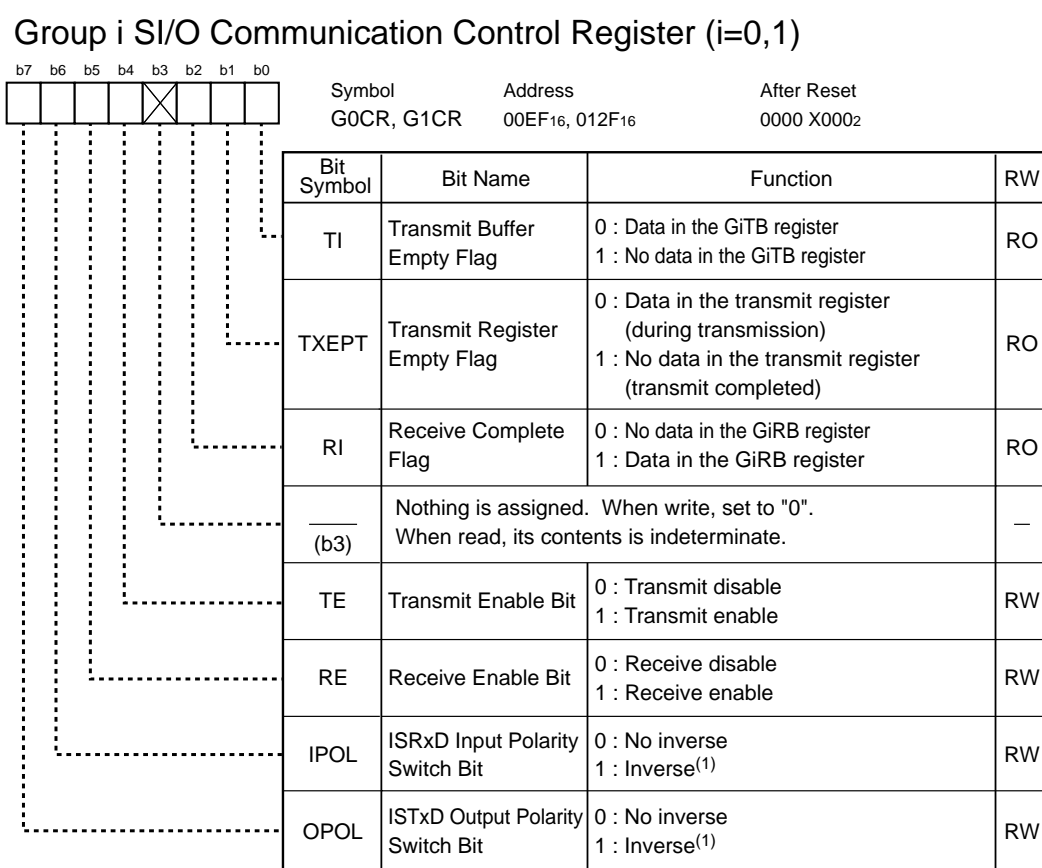 Group i SI/O Communication Control Register (i=0,1)
b7 b6 b5 b4 b3 b2 b1 b0
Symbol Address After Reset
G0CR, G1CR 00EF16, 012F16 0000 X0002
Bit Symbol Bit Name Function RW
TI Transmit Buffer Empty Flag 0 : Data in the GiTB register
1 : No data in the GiTB register RO
TXEPT Transmit Register Empty Flag 0 : Data in the transmit register
(during transmission)
1 : No data in the transmit register
(transmit completed) RO
RI Receive Complete Flag 0 : No data in the GiRB register
1 : Data in the GiRB register RO
(b3) Nothing is assigned. When write, set to "0".
When read, its contents is indeterminate. —
TE Transmit Enable Bit 0 : Transmit disable
1 : Transmit enable RW
RE Receive Enable Bit 0 : Receive disable
1 : Receive enable RW
IPOL ISRxD Input Polarity Switch Bit 0 : No inverse
1 : Inverse(1) RW
OPOL ISTxD Output Polarity Switch Bit 0 : No inverse
1 : Inverse(1) RW